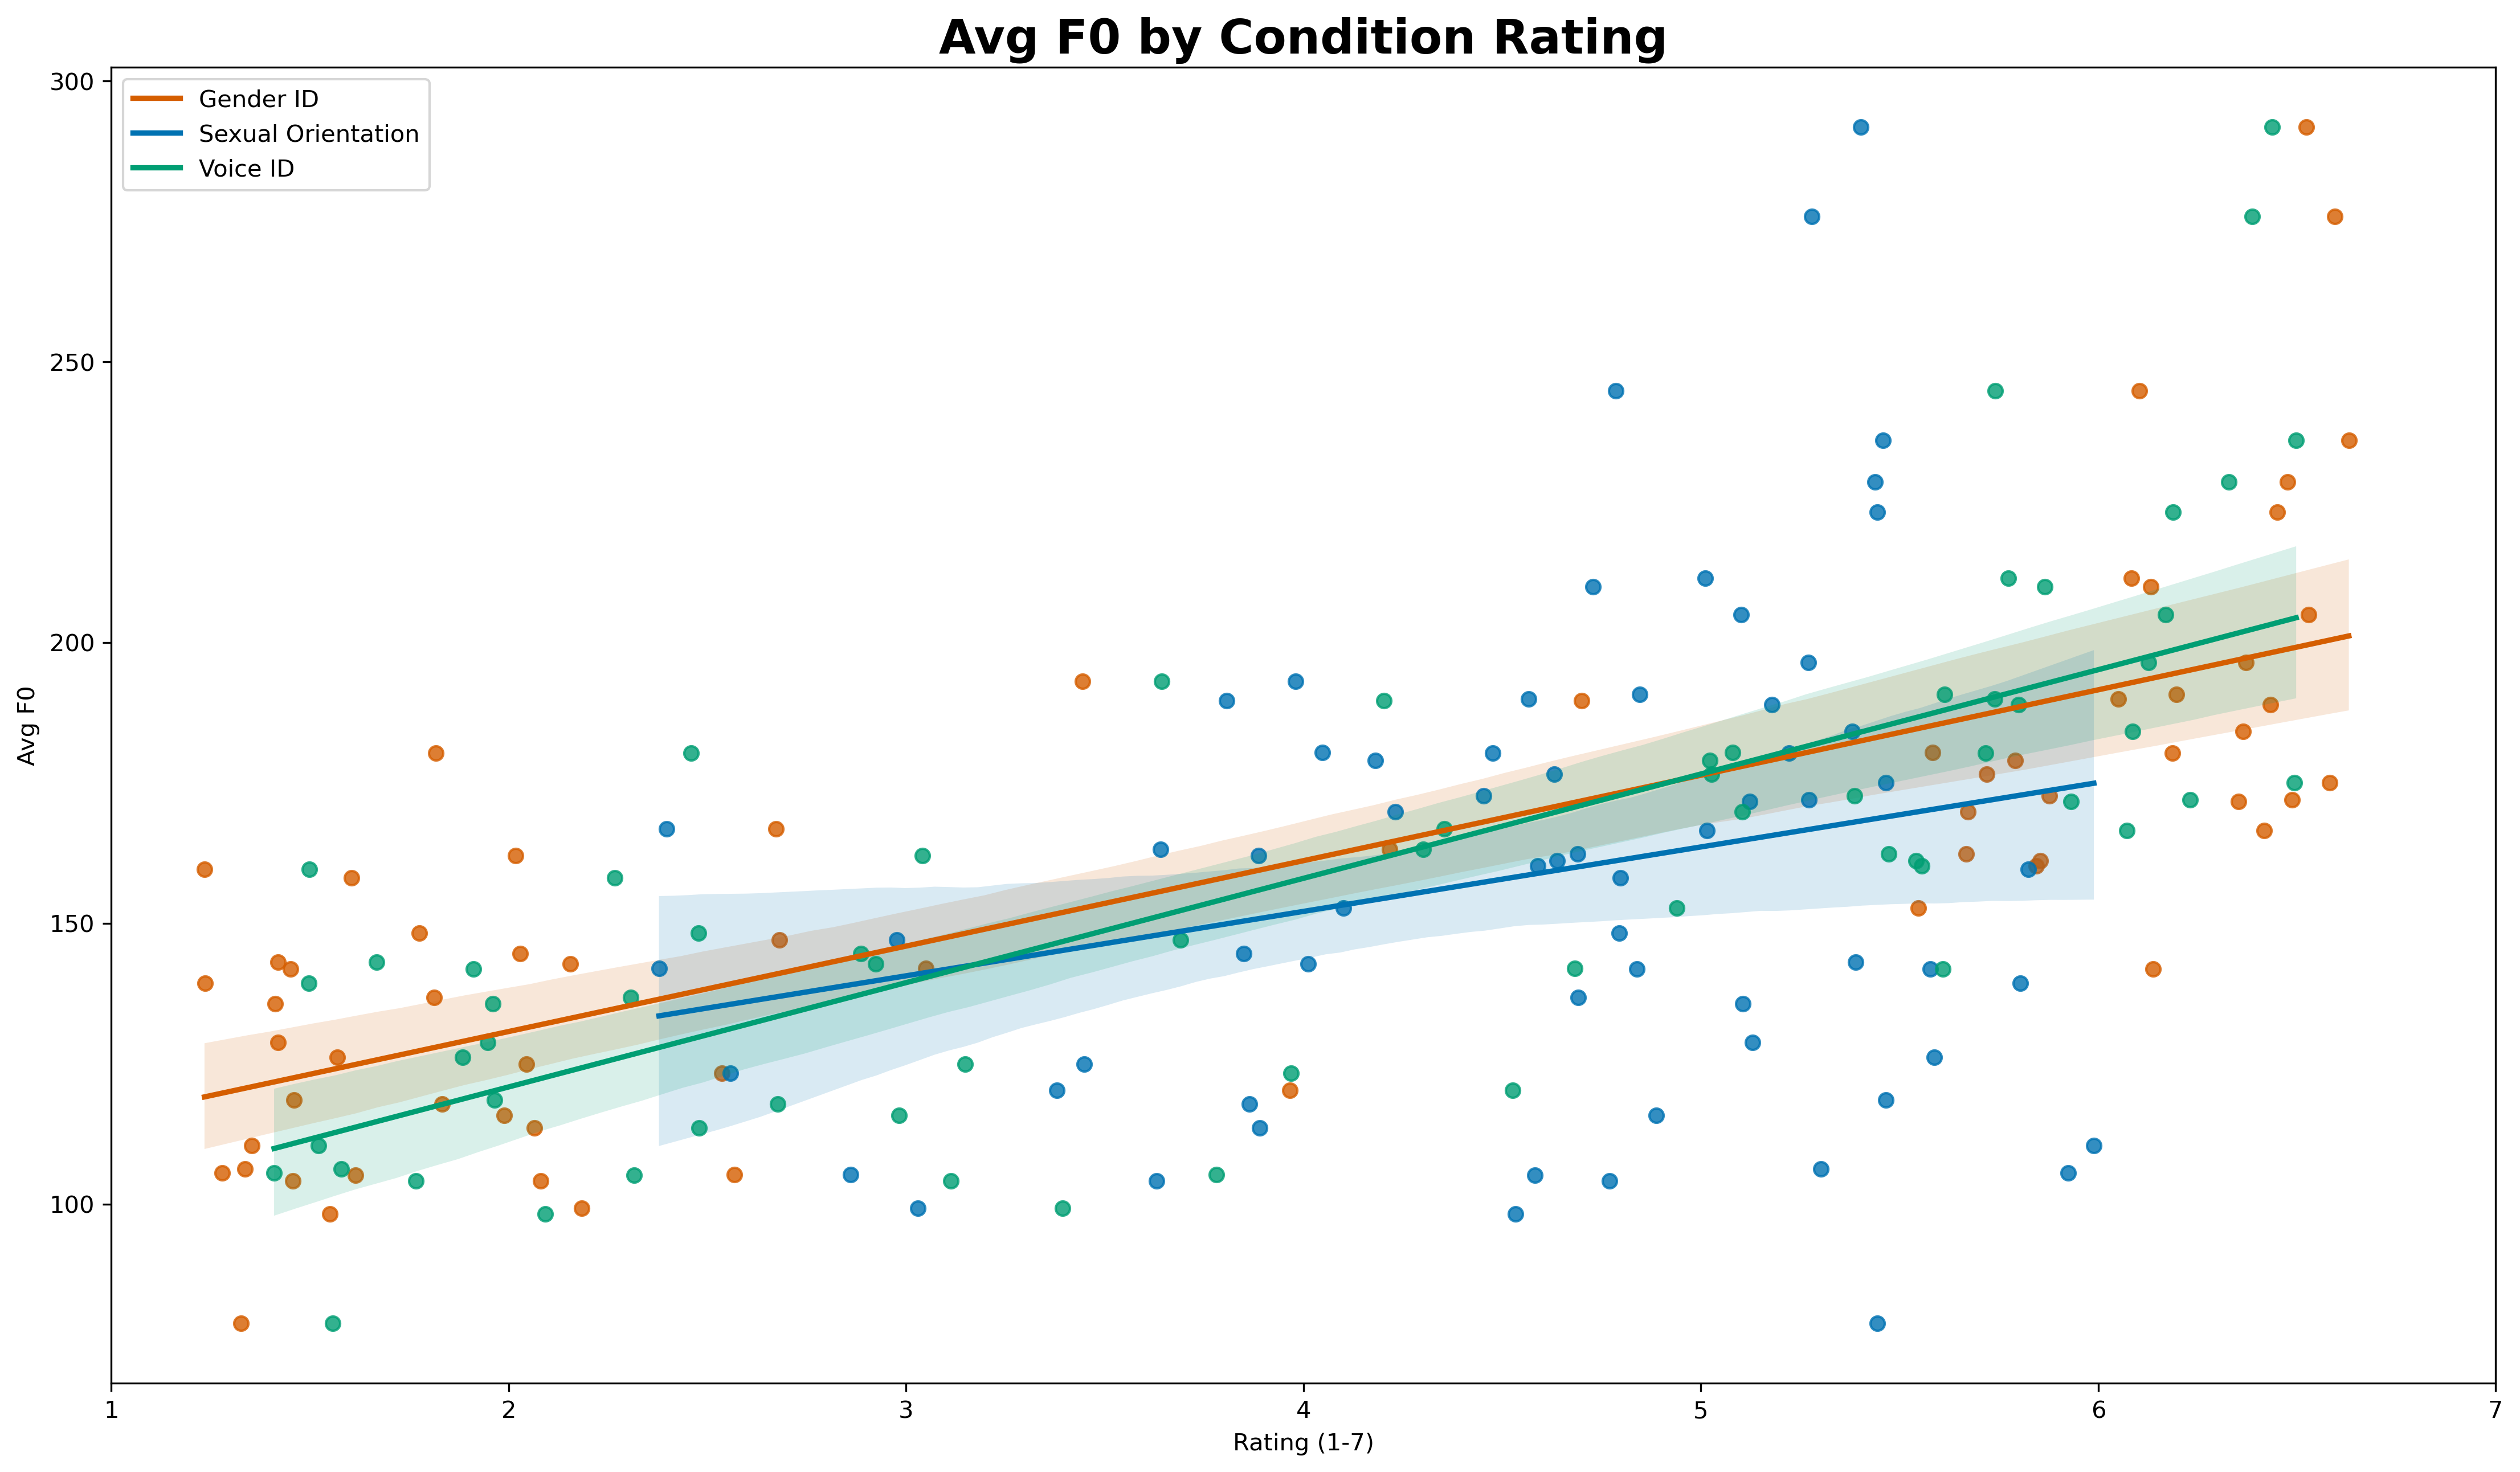 Avg F0 by Condition Rating
Gender ID
Sexual Orientation
Voice ID
Avg F0
300
250
200
150
100
1 2 3 4 5 6 7
Rating (1-7)